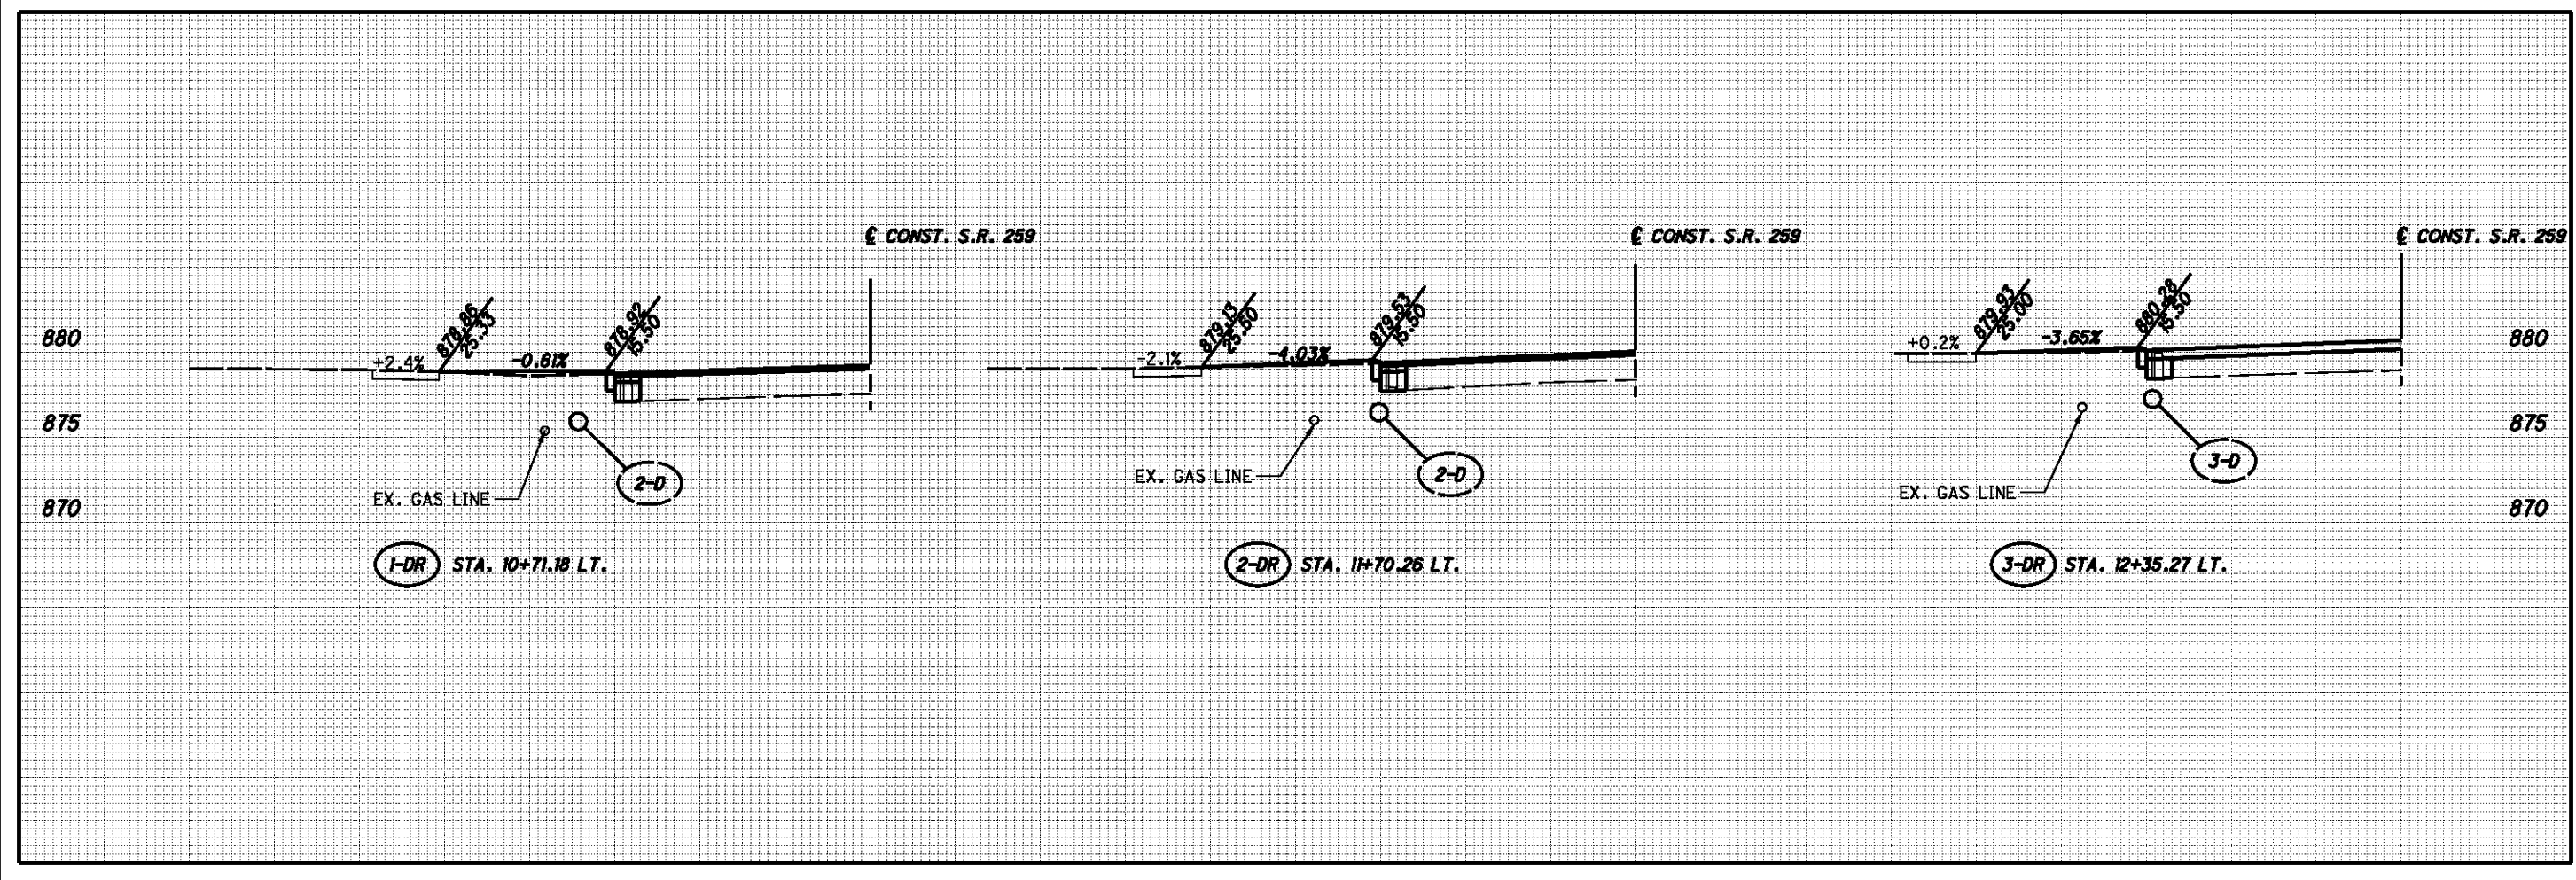 ℄ CONST. S.R. 259
℄ CONST. S.R. 259
℄ CONST. S.R. 259
880
878.86
25.33
878.92
15.50
879.13
25.50
879.53
15.50
879.93
25.00
880.28
15.50
880
+2.4%
-0.61%
-2.1%
-4.03%
+0.2%
-3.65%
875
875
EX. GAS LINE
2-D
EX. GAS LINE
2-D
EX. GAS LINE
3-D
870
870
1-DR STA. 10+71.18 LT.
2-DR STA. 11+70.26 LT.
3-DR STA. 12+35.27 LT.